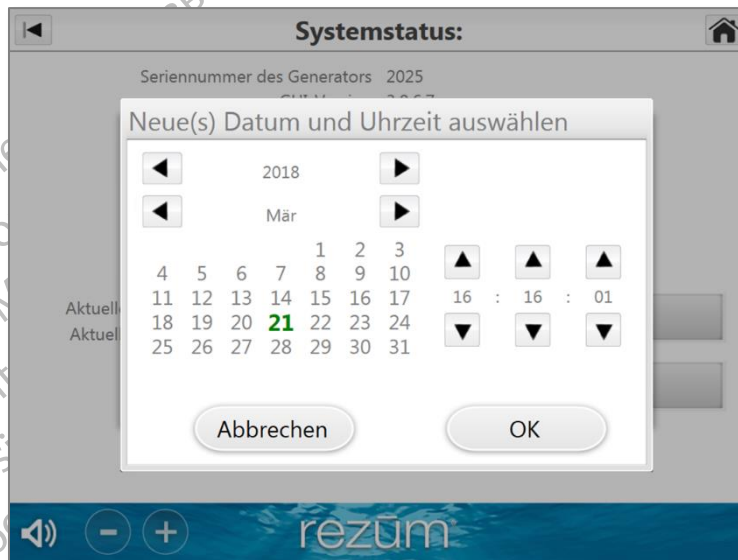 Systemstatus:
Seriennummer des Generators 2025
Neue(s) Datum und Uhrzeit auswählen
2018
Mär
1 2 3
4 5 6 7 8 9 10
11 12 13 14 15 16 17
18 19 20 21 22 23 24
25 26 27 28 29 30 31
16 : 16 : 01
Abbrechen OK
rezūm